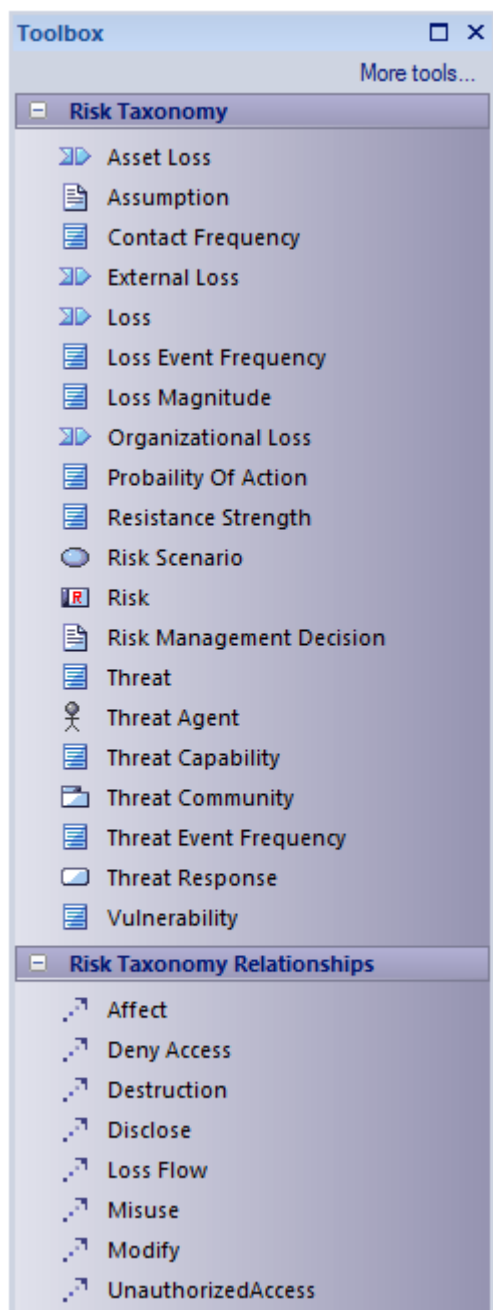 Toolbox
More tools...
Risk Taxonomy
Asset Loss
Assumption
Contact Frequency
External Loss
Loss
Loss Event Frequency
Loss Magnitude
Organizational Loss
Probaility Of Action
Resistance Strength
Risk Scenario
R Risk
Risk Management Decision
Threat
Threat Agent
Threat Capability
Threat Community
Threat Event Frequency
Threat Response
Vulnerability
Risk Taxonomy Relationships
Affect
Deny Access
Destruction
Disclose
Loss Flow
Misuse
Modify
UnauthorizedAccess